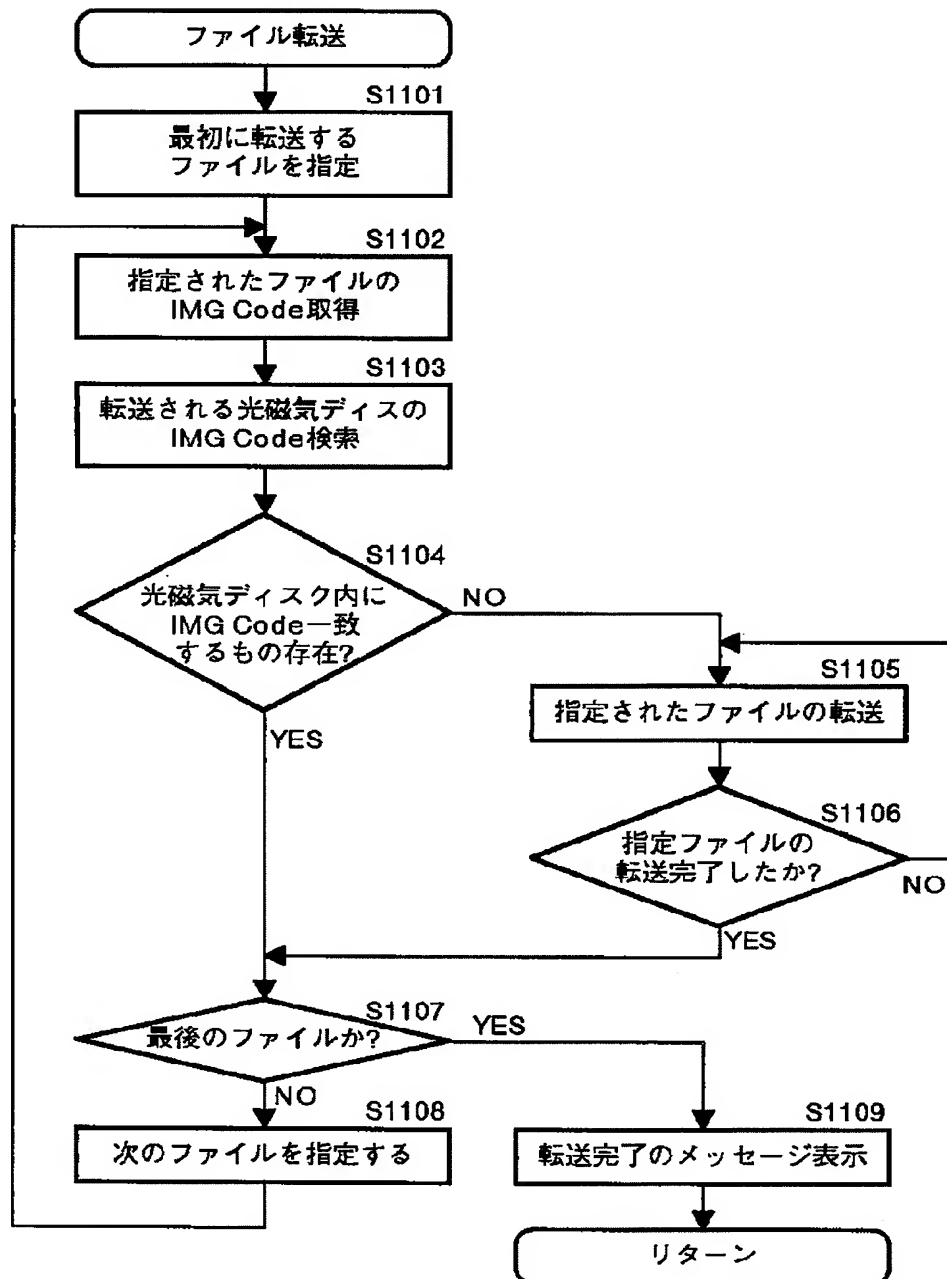 ファイル転送
S1101
最初に転送する
ファイルを指定
S1102
指定されたファイルの
IMG Code取得
S1103
転送される光磁気ディスの
IMG Code検索
S1104
光磁気ディスク内に
IMG Code一致
するもの存在?
NO
YES
S1105
指定されたファイルの転送
S1106
指定ファイルの
転送完了したか?
NO
YES
S1107
最後のファイルか?
YES
NO
S1108
次のファイルを指定する
S1109
転送完了のメッセージ表示
リターン